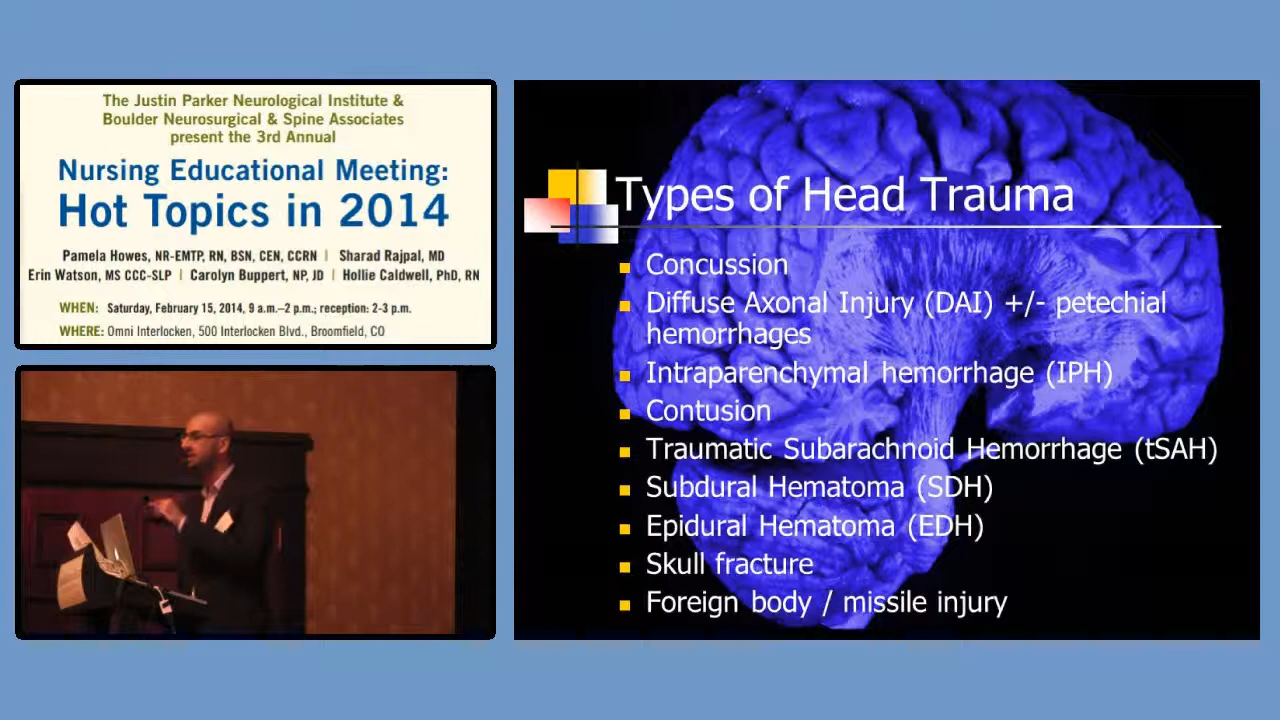 The Justin Parker Neurological Institute &
Boulder Neurosurgical & Spine Associates
present the 3rd Annual
Nursing Educational Meeting:
Hot Topics in 2014
Pamela Howes, NR-EMTP, RN, BSN, CEN, CCRN | Sharad Rajpal, MD
Erin Watson, MS CCC-SLP | Carolyn Buppert, NP, JD | Hollie Caldwell, PhD, RN
WHEN: Saturday, February 15, 2014, 9 a.m.–2 p.m.; reception: 2-3 p.m.
WHERE: Omni Interlocken, 500 Interlocken Blvd., Broomfield, CO
Types of Head Trauma
Concussion
Diffuse Axonal Injury (DAI) +/- petechial
hemorrhages
Intraparenchymal hemorrhage (IPH)
Contusion
Traumatic Subarachnoid Hemorrhage (tSAH)
Subdural Hematoma (SDH)
Epidural Hematoma (EDH)
Skull fracture
Foreign body / missile injury